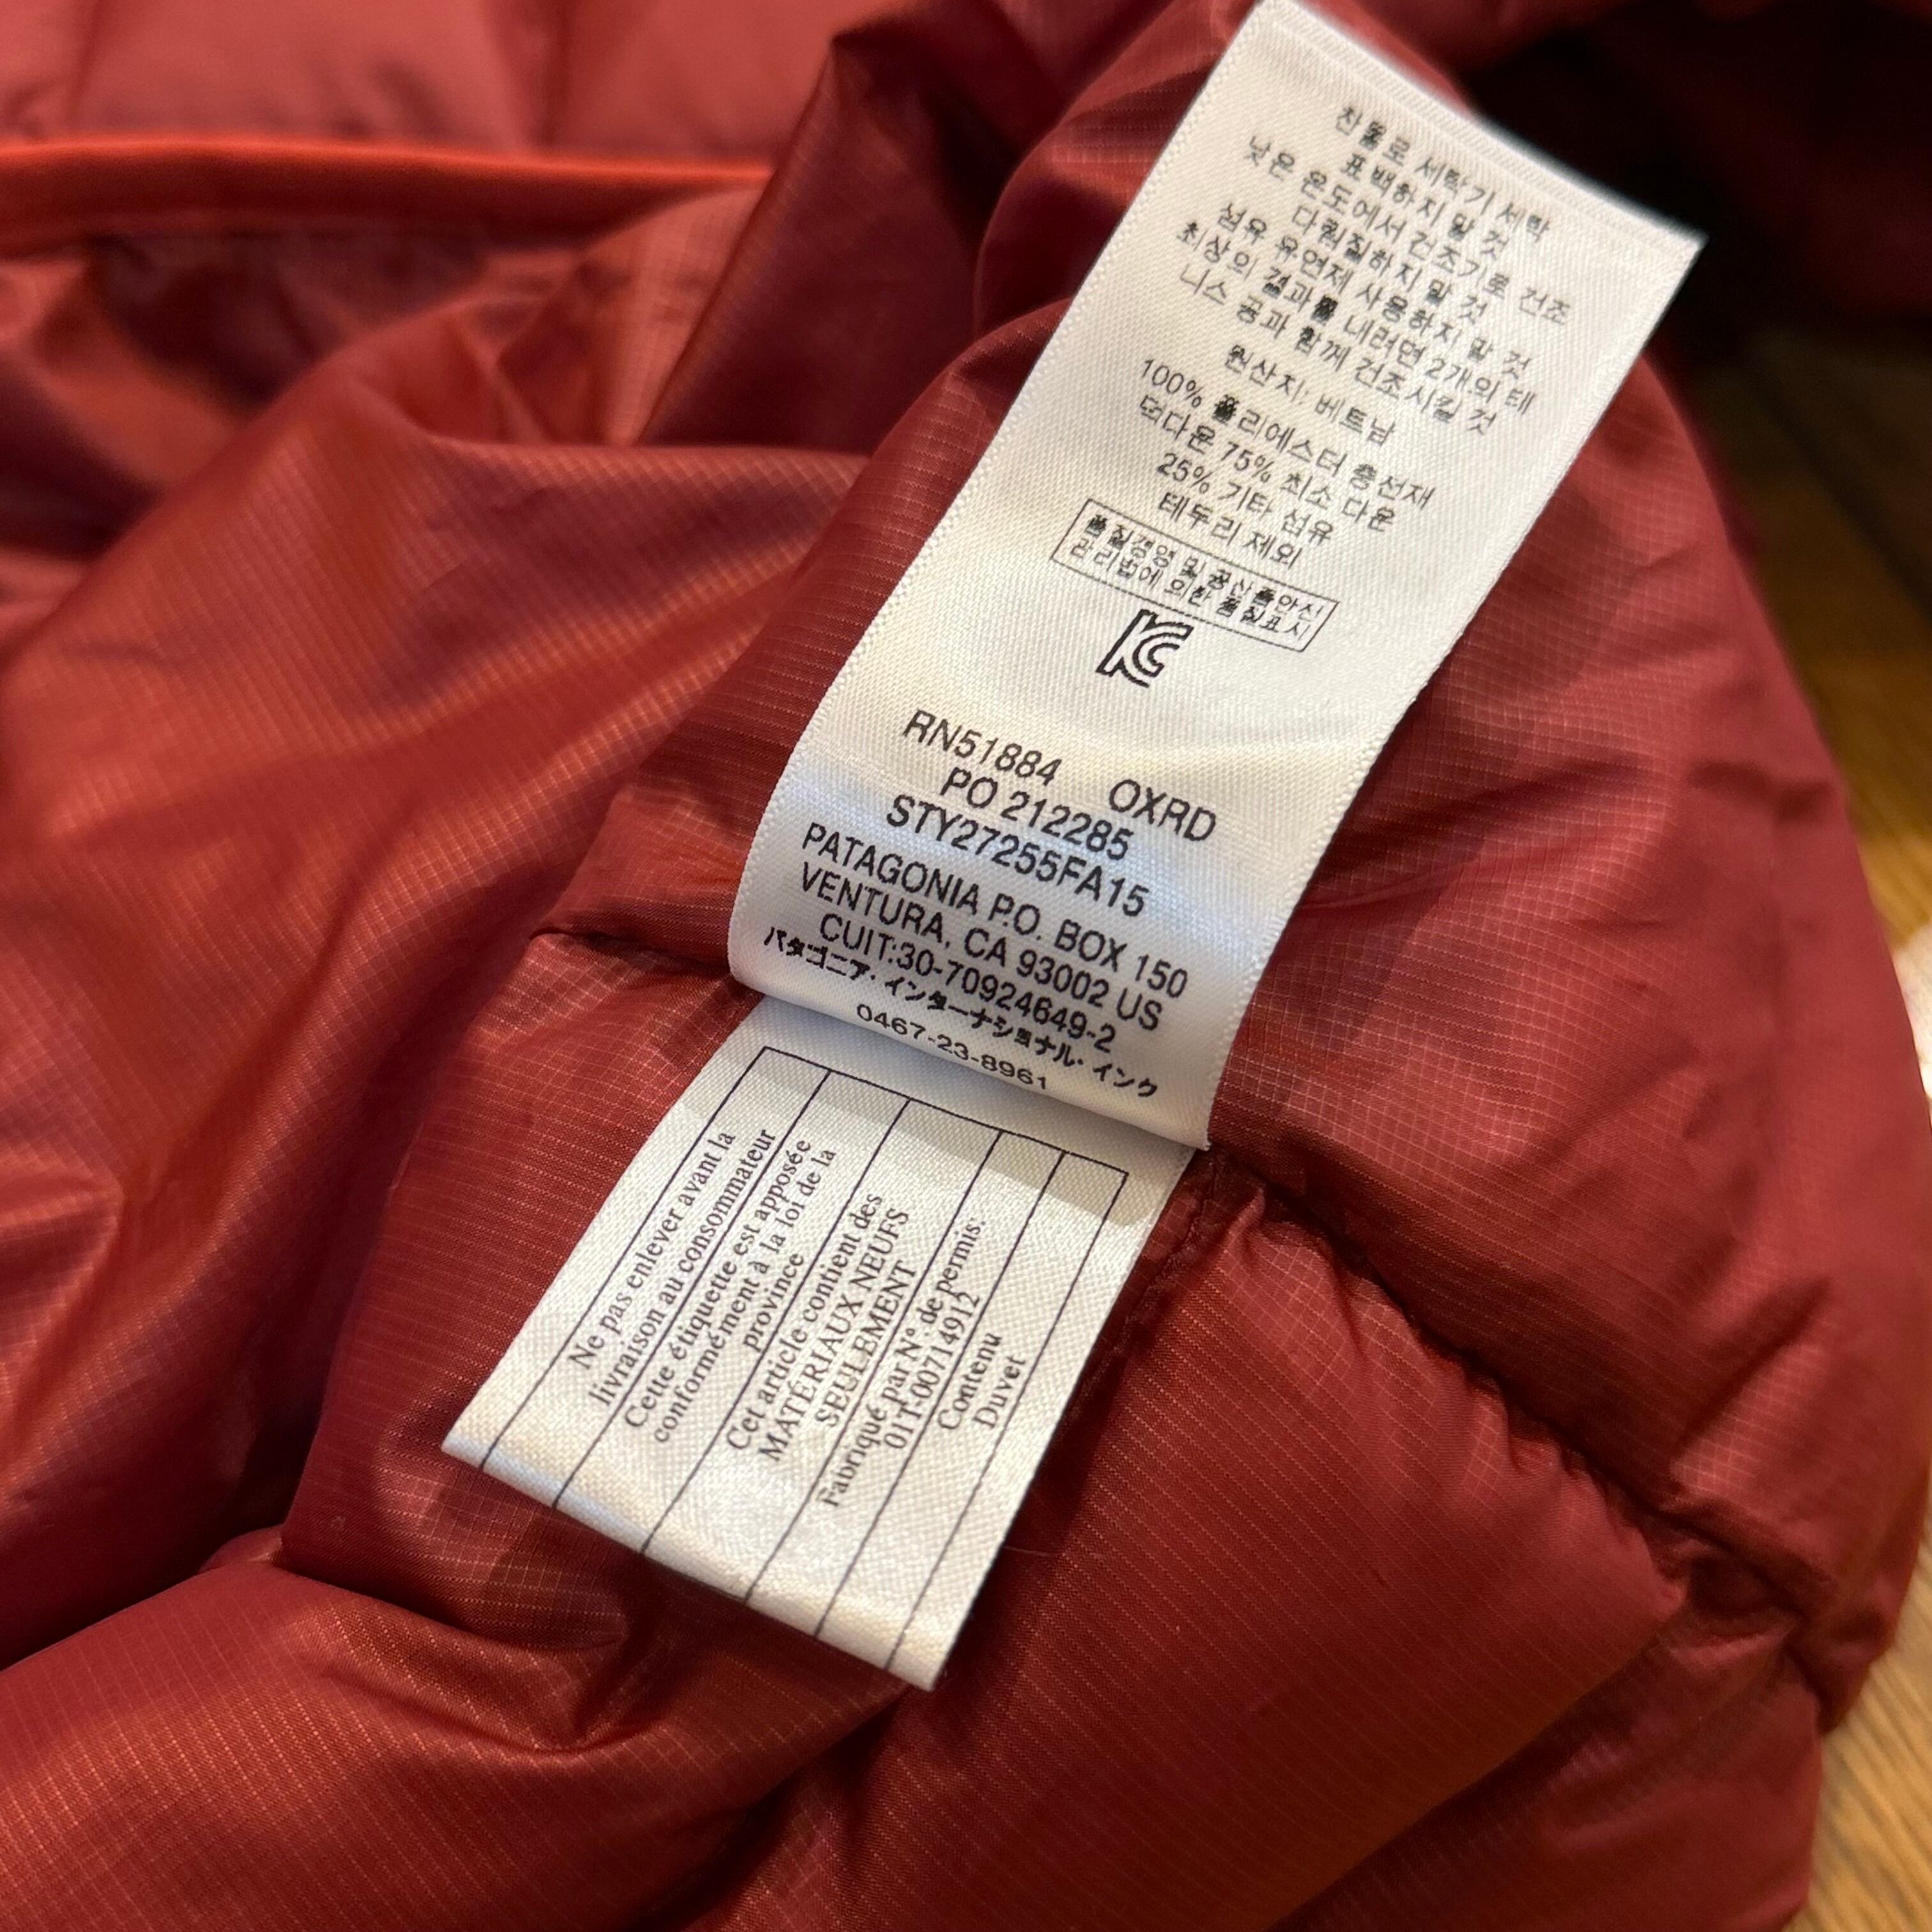 찬물로 세탁기 세탁
표백하지 말 것
낮은 온도에서 건조기로 건조
다림질하지 말 것
섬유 유연제 사용하지 말 것
최상의 결과를 내려면 2개의 테
니스 공과 함께 건조시킬 것
원산지: 베트남
100% 폴리에스터 충선재
덕다운 75% 최소 다운
25% 기타 섬유
테두리 제외
품질경영 및 공산품안전
관리법에 의한 품질표시
KC
RN51884 OXRD
PO 212285
STY27255FA15
PATAGONIA P.O. BOX 150
VENTURA, CA 93002 US
CUIT:30-70924649-2
パタゴニア・インターナショナル・インク
0467-23-8961
Ne pas enlever avant la
livraison au consommateur
Cette étiquette est apposée
conformément à la loi de la
province
Cet article contient des
MATÉRIAUX NEUFS
SEULEMENT
Fabriqué par N° de permis:
01T-00714912
Contenu
Duvet